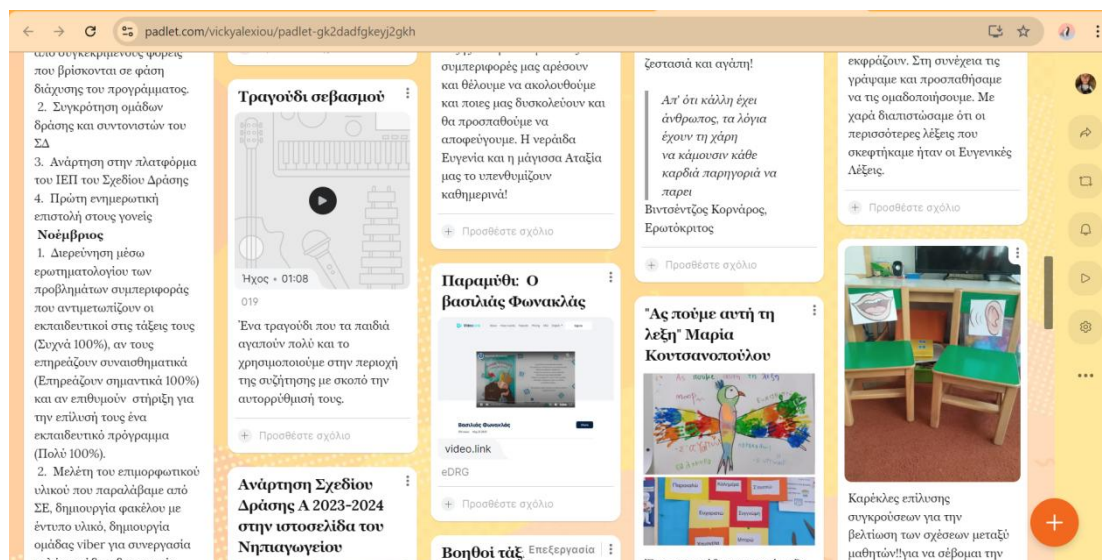 padlet.com/vickyalexiou/padlet-gk2dadfgkeyj2gkh
από συγκεκριμένους φορείς
που βρίσκονται σε φάση
διάχυσης του προγράμματος.
2. Συγκρότηση ομάδων
δράσης και συντονιστών του
ΣΔ
3. Ανάρτηση στην πλατφόρμα
του ΙΕΠ του Σχεδίου Δράσης
4. Πρώτη ενημερωτική
επιστολή στους γονείς
Νοέμβριος
1. Διερεύνηση μέσω
ερωτηματολογίου των
προβλημάτων συμπεριφοράς
που αντιμετωπίζουν οι
εκπαιδευτικοί στις τάξεις τους
(Συχνά 100%), αν τους
επηρεάζουν συναισθηματικά
(Επηρεάζουν σημαντικά 100%)
και αν επιθυμούν στήριξη για
την επίλυσή τους ένα
εκπαιδευτικό πρόγραμμα
(Πολύ 100%).
2. Μελέτη του επιμορφωτικού
υλικού που παραλάβαμε από
ΣΕ, δημιουργία φακέλου με
έντυπο υλικό, δημιουργία
ομάδας viber για συνεργασία
Τραγούδι σεβασμού
Ήχος • 01:08
019
Ένα τραγούδι που τα παιδιά
αγαπούν πολύ και το
χρησιμοποιούμε στην περιοχή
της συζήτησης με σκοπό την
αυτορρύθμισή τους.
Προσθέστε σχόλιο
Ανάρτηση Σχεδίου
Δράσης Α 2023-2024
στην ιστοσελίδα του
Νηπιαγωγείου
συμπεριφορές μας αρέσουν
και θέλουμε να ακολουθούμε
και ποιες μας δυσκολεύουν και
θα προσπαθούμε να
αποφεύγουμε. Η νεράιδα
Ευγενία και η μάγισσα Αταξία
μας το υπενθυμίζουν
καθημερινά!
Προσθέστε σχόλιο
Παραμύθι: Ο
βασιλιάς Φωνακλάς
Βασιλιάς Φωνακλάς
video.link
eDRG
Προσθέστε σχόλιο
Βοηθοί τάξ
Επεξεργασία
ζεστασιά και αγάπη!
Απ' ότι κάλλη έχει
άνθρωπος, τα λόγια
έχουν τη χάρη
να κάμουσιν κάθε
καρδιά παρηγοριά να
παρει
Βιντσέντζος Κορνάρος,
Ερωτόκριτος
Προσθέστε σχόλιο
"Ας πούμε αυτή τη
λεξη" Μαρία
Κουτσανοπούλου
Παρακαλώ
Καλημέρα
Ευχαριστώ
Συγγνώμη
Μπορώ
εκφράζουν. Στη συνέχεια τις
γράψαμε και προσπαθήσαμε
να τις ομαδοποιήσουμε. Με
χαρά διαπιστώσαμε ότι οι
περισσότερες λέξεις που
σκεφτήκαμε ήταν οι Ευγενικές
Λέξεις.
Προσθέστε σχόλιο
Καρέκλες επίλυσης
συγκρούσεων για την
βελτίωση των σχέσεων μεταξύ
μαθητών!!για να σέβομαι την